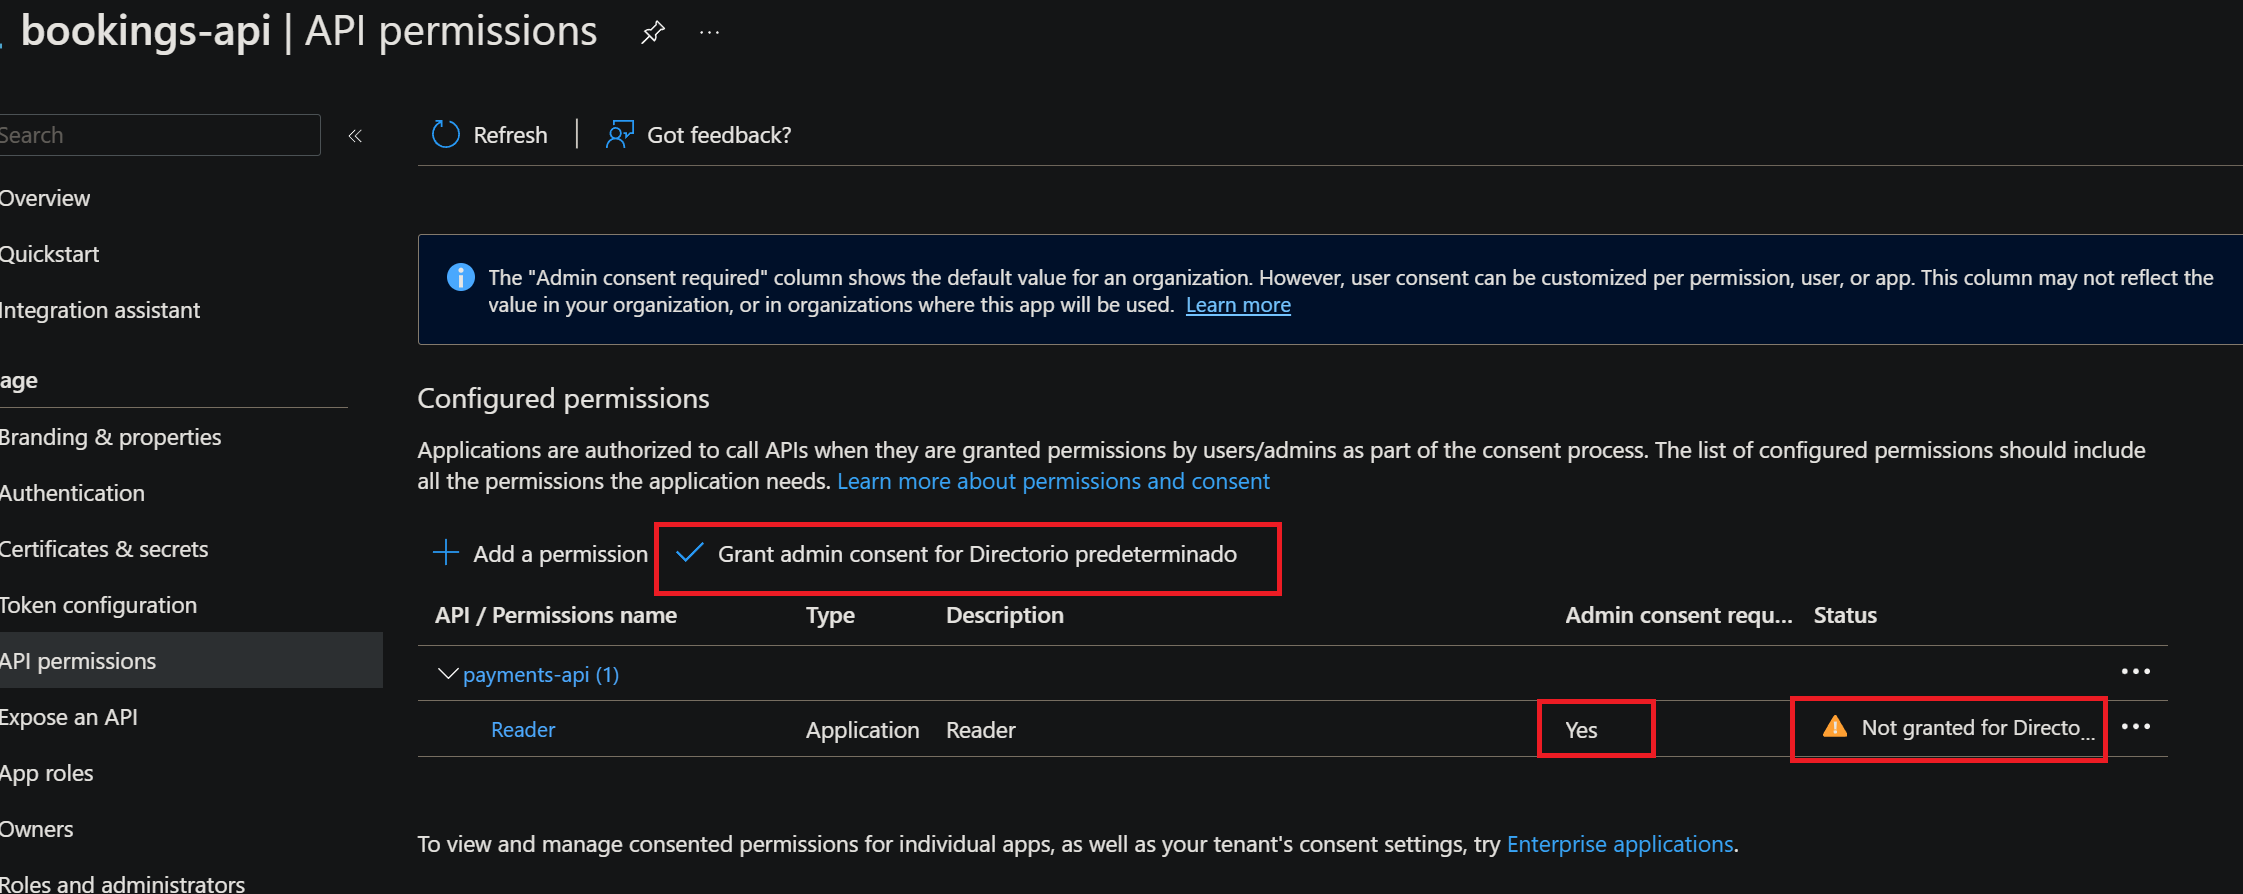 bookings-api | API permissions ...
Search
«
Refresh | Got feedback?
Overview
Quickstart
Integration assistant
age
Branding & properties
Authentication
Certificates & secrets
Token configuration
API permissions
Expose an API
App roles
Owners
Roles and administrators
The "Admin consent required" column shows the default value for an organization. However, user consent can be customized per permission, user, or app. This column may not reflect the
value in your organization, or in organizations where this app will be used. Learn more
Configured permissions
Applications are authorized to call APIs when they are granted permissions by users/admins as part of the consent process. The list of configured permissions should include
all the permissions the application needs. Learn more about permissions and consent
Add a permission Grant admin consent for Directorio predeterminado
API / Permissions name Type Description Admin consent requ... Status
payments-api (1) ...
Reader Application Reader Yes Not granted for Directo... ...
To view and manage consented permissions for individual apps, as well as your tenant's consent settings, try Enterprise applications.